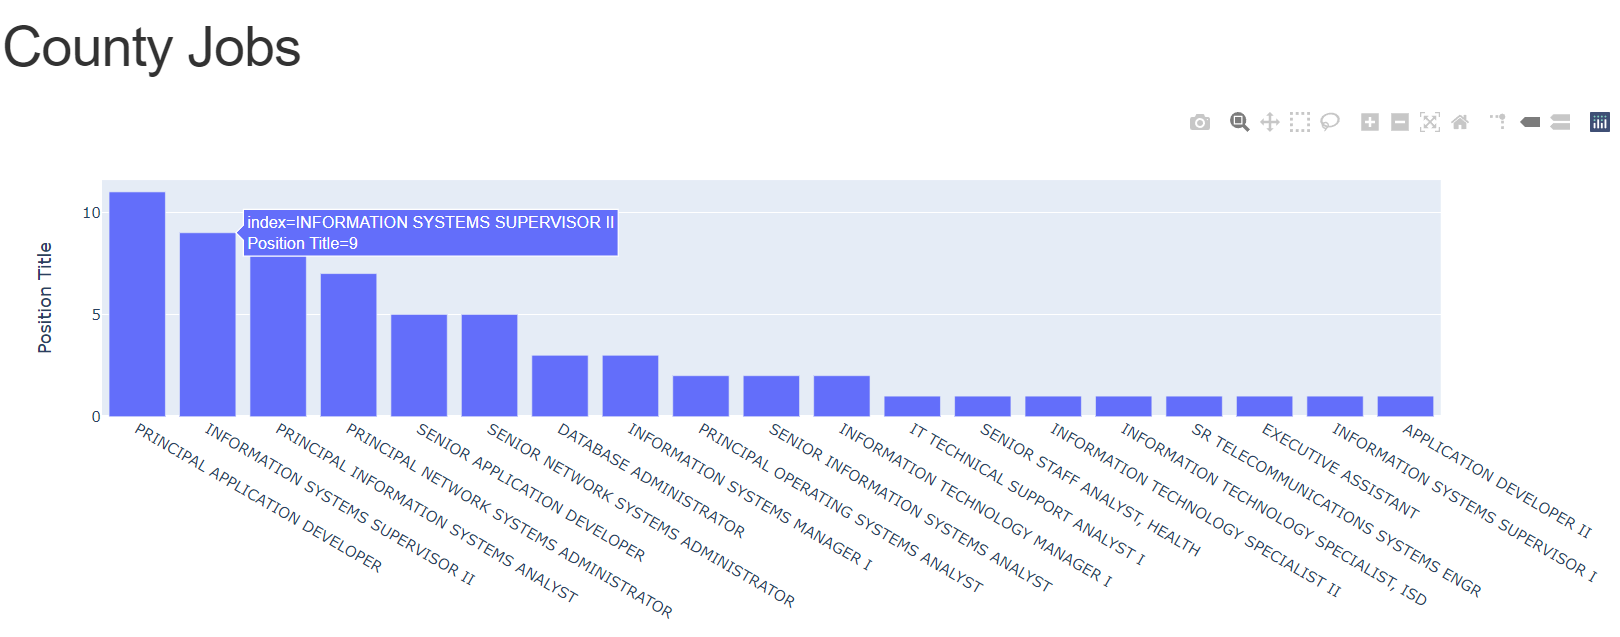 County Jobs
10
index=INFORMATION SYSTEMS SUPERVISOR II
Position Title=9
Position Title
5
0
PRINCIPAL APPLICATION DEVELOPER
INFORMATION SYSTEMS SUPERVISOR II
PRINCIPAL INFORMATION SYSTEMS ANALYST
PRINCIPAL NETWORK SYSTEMS ADMINISTRATOR
SENIOR APPLICATION DEVELOPER
SENIOR NETWORK SYSTEMS ADMINISTRATOR
DATABASE ADMINISTRATOR
INFORMATION SYSTEMS MANAGER I
PRINCIPAL OPERATING SYSTEMS ANALYST
SENIOR INFORMATION SYSTEMS ANALYST
INFORMATION TECHNOLOGY MANAGER I
IT TECHNICAL SUPPORT ANALYST I
SENIOR STAFF ANALYST, HEALTH
INFORMATION TECHNOLOGY SPECIALIST II
INFORMATION TECHNOLOGY SPECIALIST, ISD
SR TELECOMMUNICATIONS SYSTEMS ENGR
EXECUTIVE ASSISTANT
INFORMATION SYSTEMS SUPERVISOR I
APPLICATION DEVELOPER II